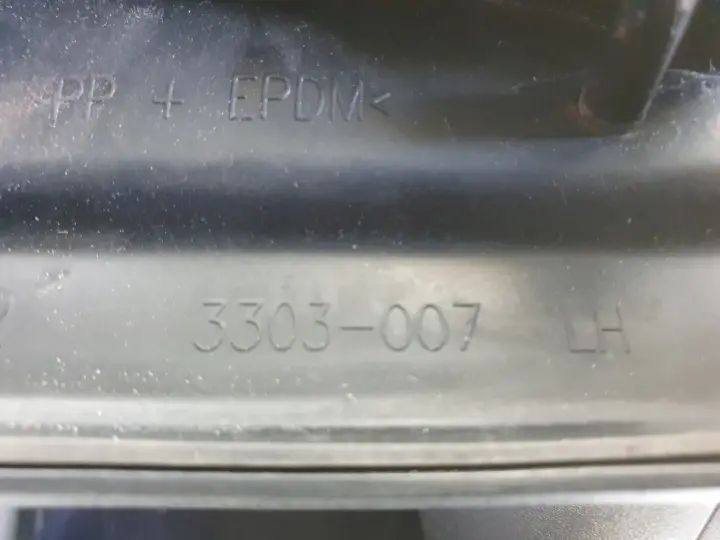 PP + EPDM<
3303-007 LH